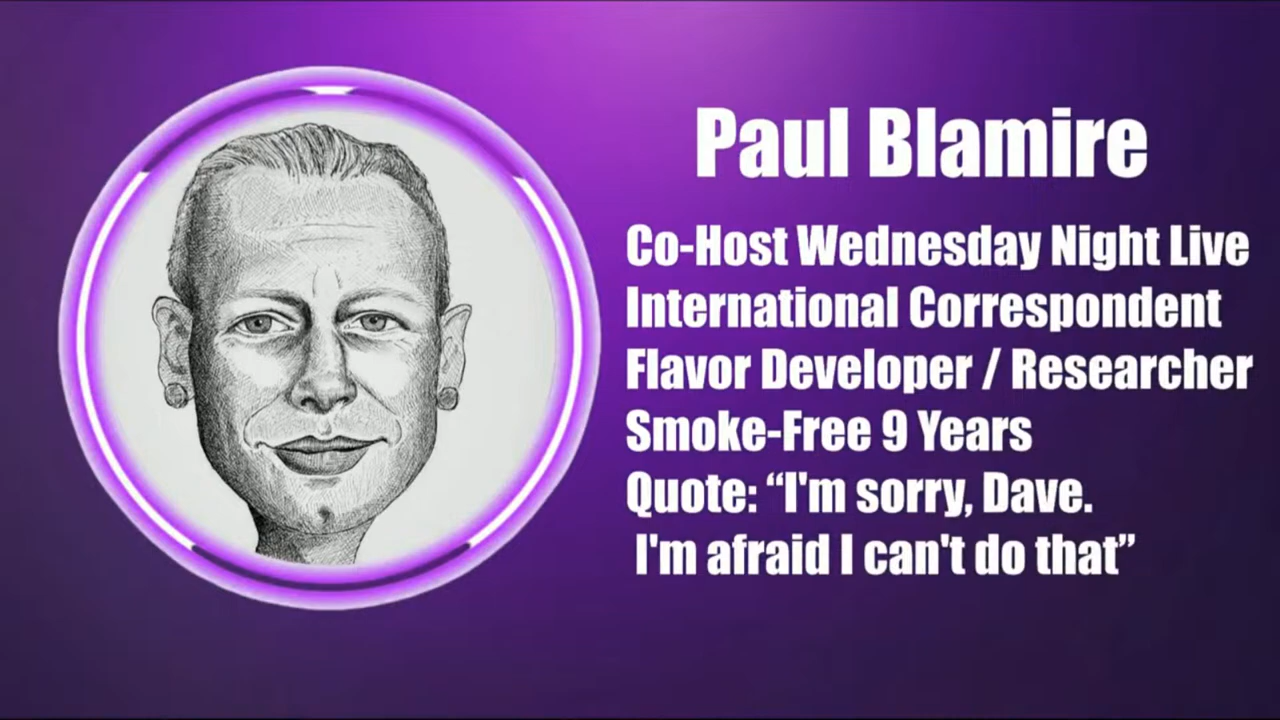 Paul Blamire
Co-Host Wednesday Night Live
International Correspondent
Flavor Developer / Researcher
Smoke-Free 9 Years
Quote: “I'm sorry, Dave.
I'm afraid I can't do that”